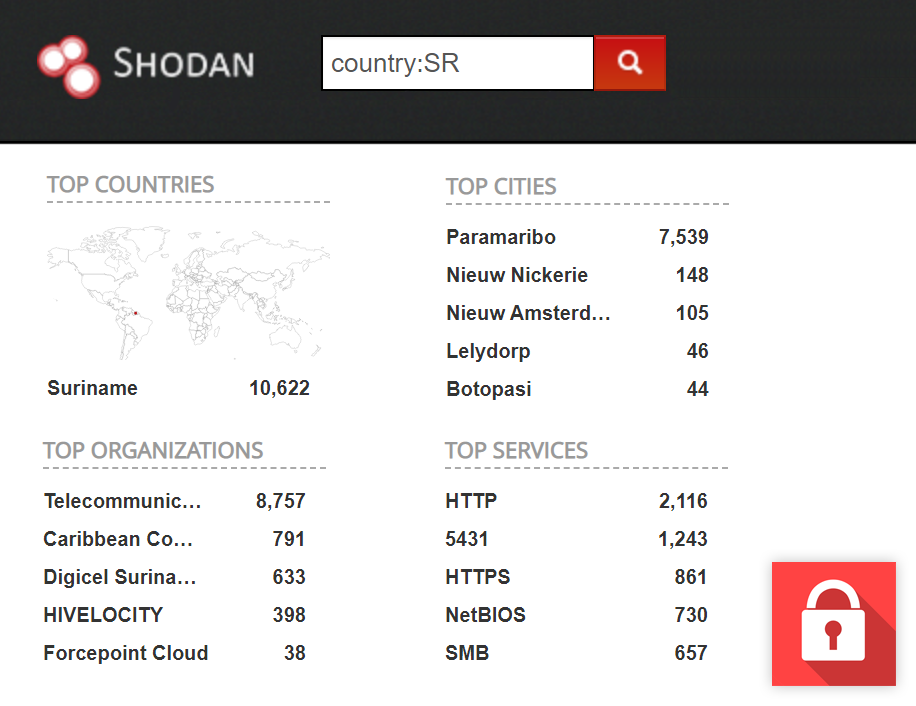 SHODAN
country:SR
TOP COUNTRIES
Suriname 10,622
TOP CITIES
Paramaribo 7,539
Nieuw Nickerie 148
Nieuw Amsterd... 105
Lelydorp 46
Botopasi 44
TOP ORGANIZATIONS
Telecommunic... 8,757
Caribbean Co... 791
Digicel Surina... 633
HIVELOCITY 398
Forcepoint Cloud 38
TOP SERVICES
HTTP 2,116
5431 1,243
HTTPS 861
NetBIOS 730
SMB 657